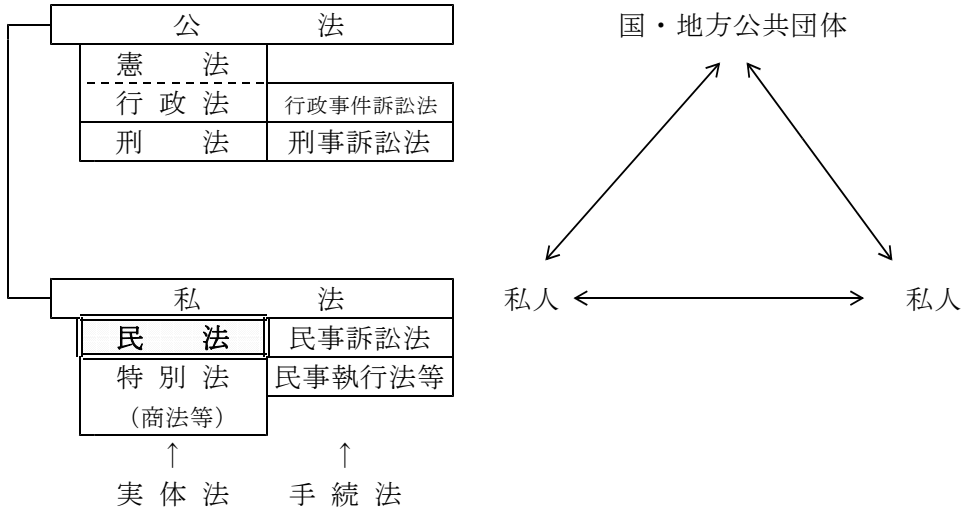 公　法
憲　法
行 政 法　行政事件訴訟法
刑　法　刑事訴訟法
私　法
民　法　民事訴訟法
特 別 法　民事執行法等
（商法等）
↑　↑
実 体 法　手 続 法
国・地方公共団体
私人　私人